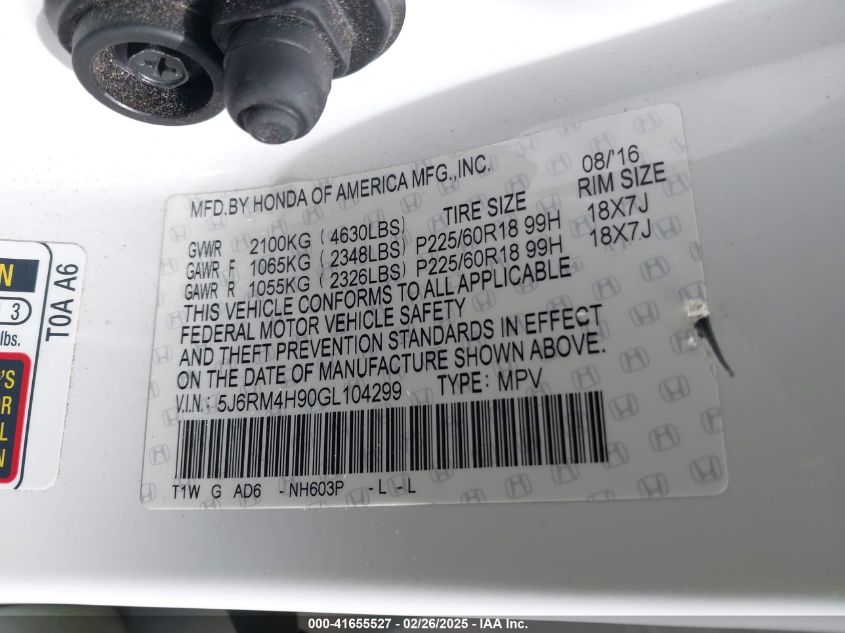 MFD.BY HONDA OF AMERICA MFG.,INC. 08/'16
TIRE SIZE RIM SIZE
GVWR 2100KG (4630LBS)
GAWR F 1065KG (2348LBS) P225/60R18 99H 18X7J
GAWR R 1055KG (2326LBS) P225/60R18 99H 18X7J
THIS VEHICLE CONFORMS TO ALL APPLICABLE
FEDERAL MOTOR VEHICLE SAFETY
AND THEFT PREVENTION STANDARDS IN EFFECT
ON THE DATE OF MANUFACTURE SHOWN ABOVE.
V.I.N.: 5J6RM4H90GL104299 TYPE: MPV
T1W G AD6 - NH603P - L - L
N
3
lbs.
'S
R
L
N
T0A A6
000-41655527 - 02/26/2025 - IAA Inc.